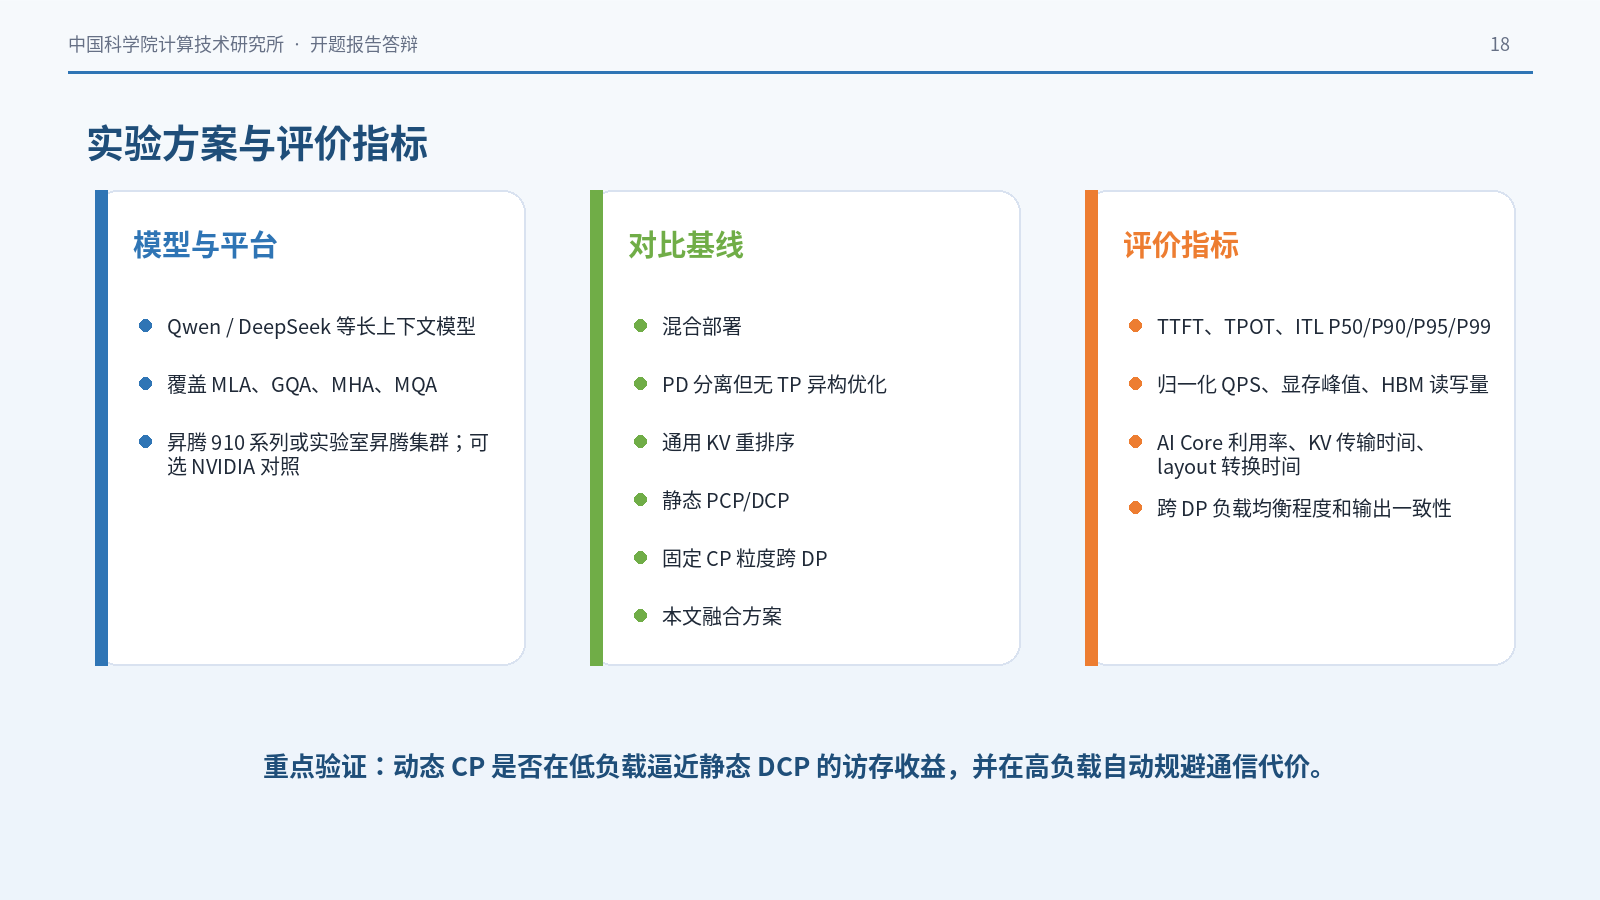 中国科学院计算技术研究所 · 开题报告答辩
18
实验方案与评价指标
模型与平台
Qwen / DeepSeek 等长上下文模型
覆盖 MLA、GQA、MHA、MQA
昇腾 910 系列或实验室昇腾集群；可
选 NVIDIA 对照
对比基线
混合部署
PD 分离但无 TP 异构优化
通用 KV 重排序
静态 PCP/DCP
固定 CP 粒度跨 DP
本文融合方案
评价指标
TTFT、TPOT、ITL P50/P90/P95/P99
归一化 QPS、显存峰值、HBM 读写量
AI Core 利用率、KV 传输时间、
layout 转换时间
跨 DP 负载均衡程度和输出一致性
重点验证：动态 CP 是否在低负载逼近静态 DCP 的访存收益，并在高负载自动规避通信代价。